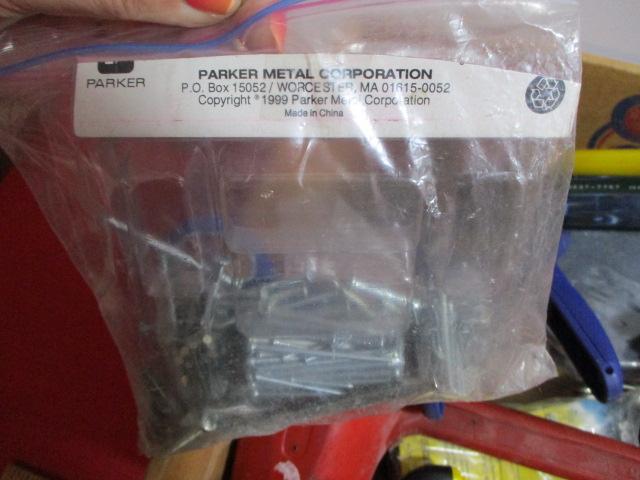 PARKER
PARKER METAL CORPORATION
P.O. Box 15052 / WORCESTER, MA 01615-0052
Copyright © 1999 Parker Metal Corporation
Made in China